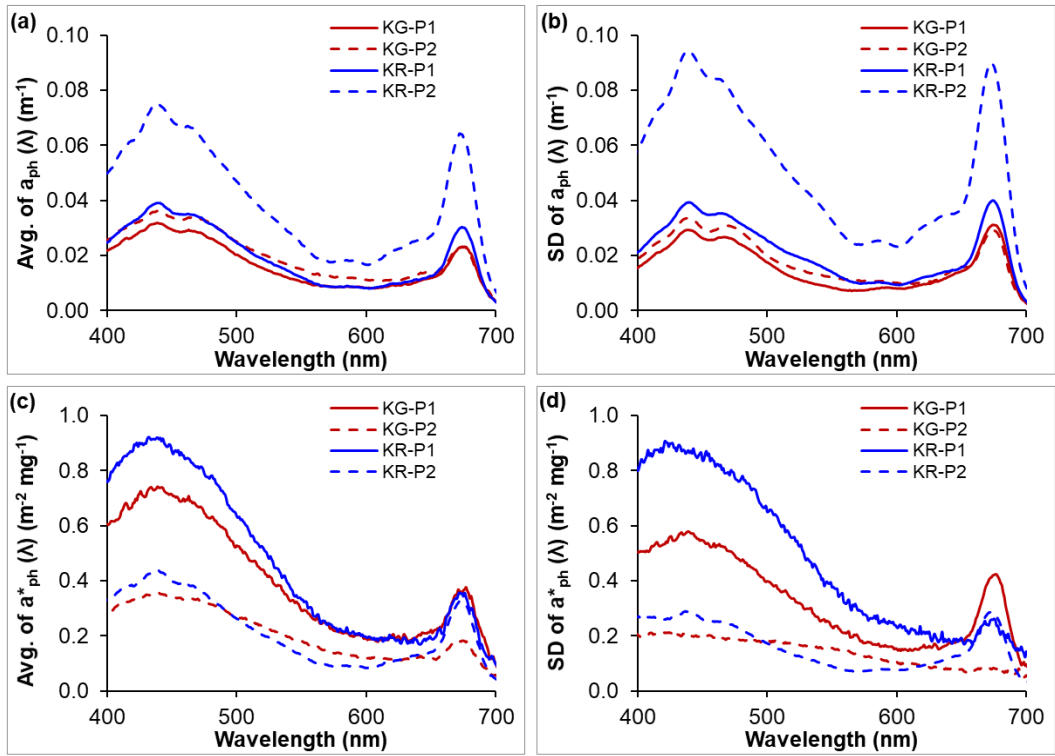 (a)
KG-P1
KG-P2
KR-P1
KR-P2
0.10
0.08
0.06
0.04
0.02
0.00
400 500 600 700
Wavelength (nm)
Avg. of aₚₕ (λ) (m⁻¹)
(b)
KG-P1
KG-P2
KR-P1
KR-P2
0.10
0.08
0.06
0.04
0.02
0.00
400 500 600 700
Wavelength (nm)
SD of aₚₕ (λ) (m⁻¹)
(c)
KG-P1
KG-P2
KR-P1
KR-P2
1.0
0.8
0.6
0.4
0.2
0.0
400 500 600 700
Wavelength (nm)
Avg. of a*ₚₕ (λ) (m⁻² mg⁻¹)
(d)
KG-P1
KG-P2
KR-P1
KR-P2
1.0
0.8
0.6
0.4
0.2
0.0
400 500 600 700
Wavelength (nm)
SD of a*ₚₕ (λ) (m⁻² mg⁻¹)